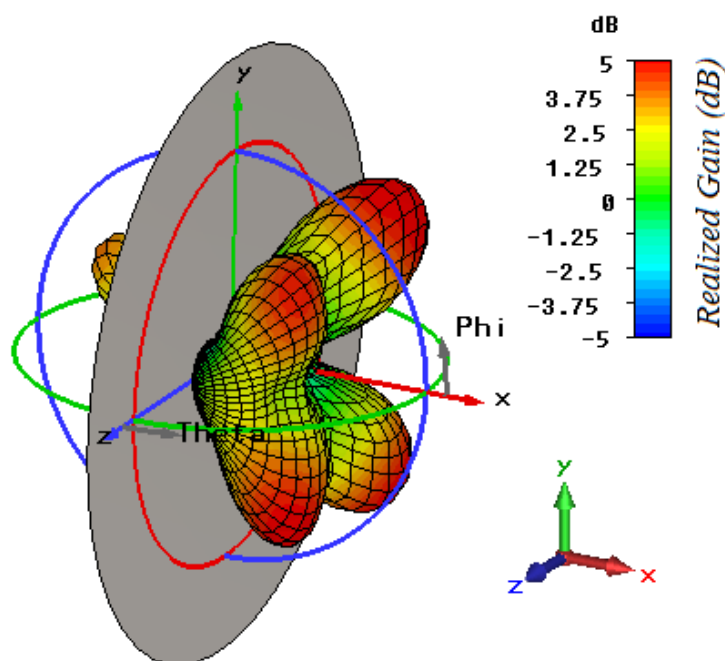 dB
5
3.75
2.5
1.25
0
-1.25
-2.5
-3.75
-5
Realized Gain (dB)
y
Phi
x
z
Theta
y
z
x